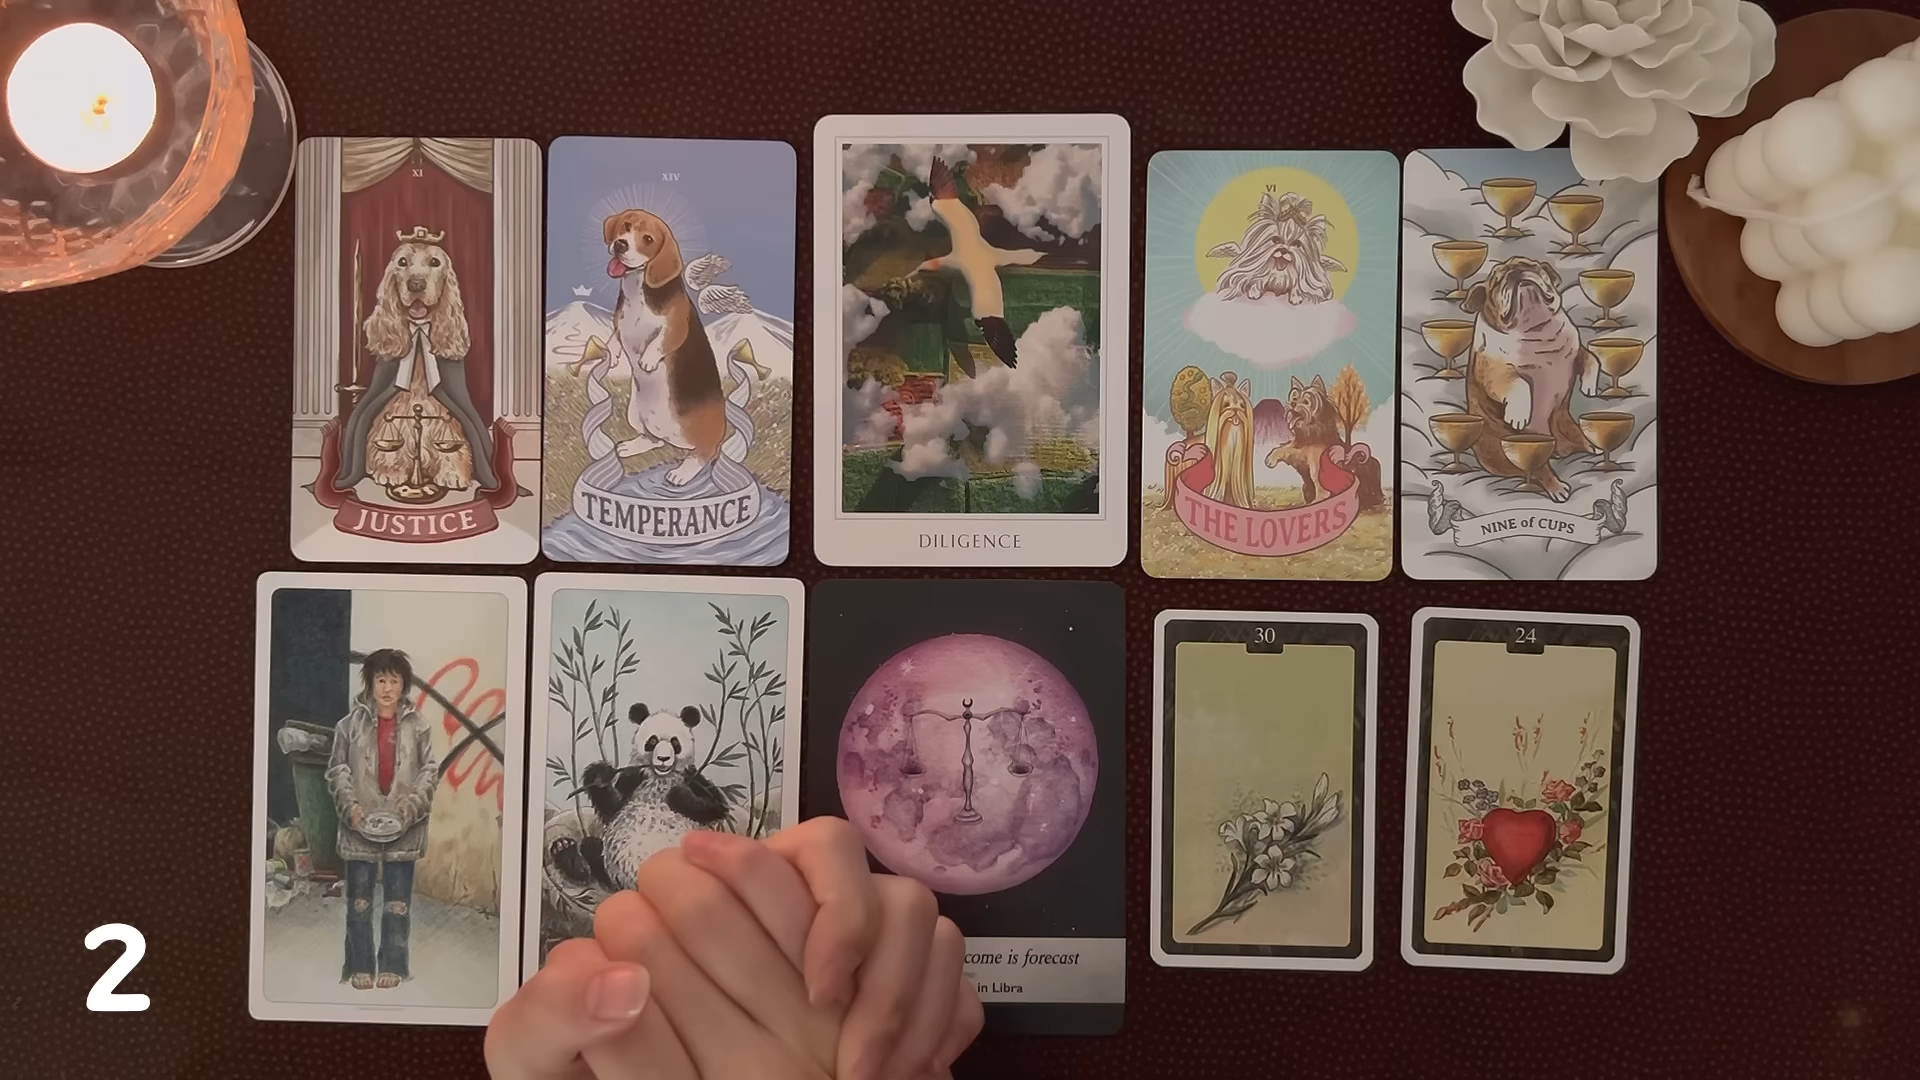 XI
JUSTICE
XIV
TEMPERANCE
DILIGENCE
VI
THE LOVERS
NINE of CUPS
come is forecast
in Libra
30
24
2